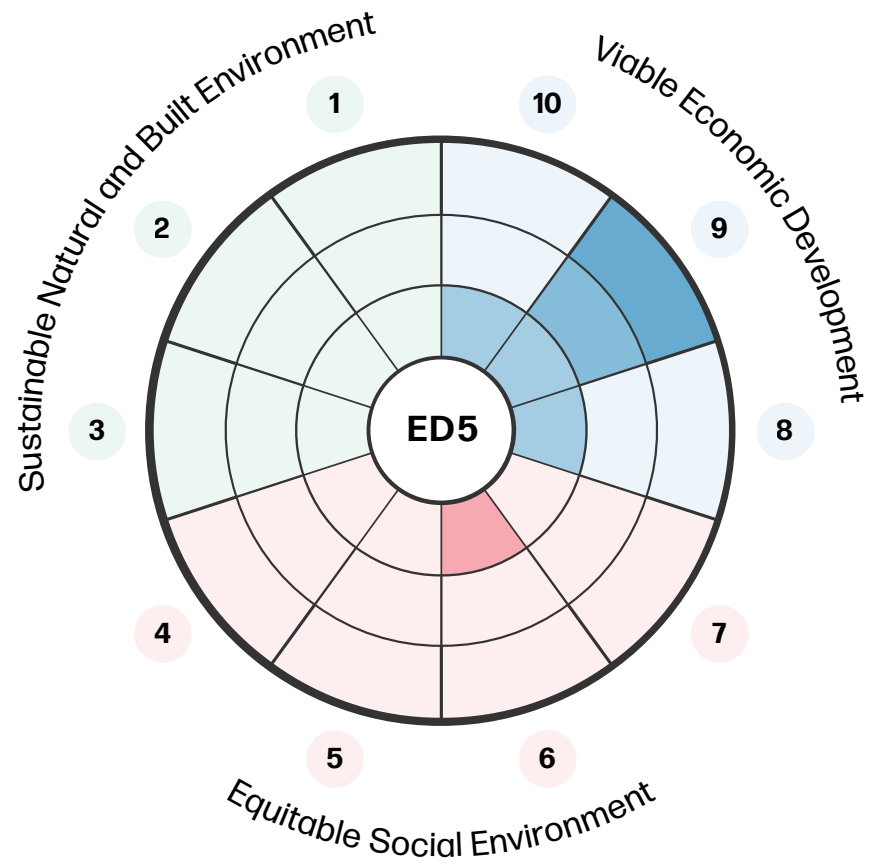 Sustainable Natural and Built Environment
Viable Economic Development
1
10
2
9
3
ED5
8
4
7
5
6
Equitable Social Environment